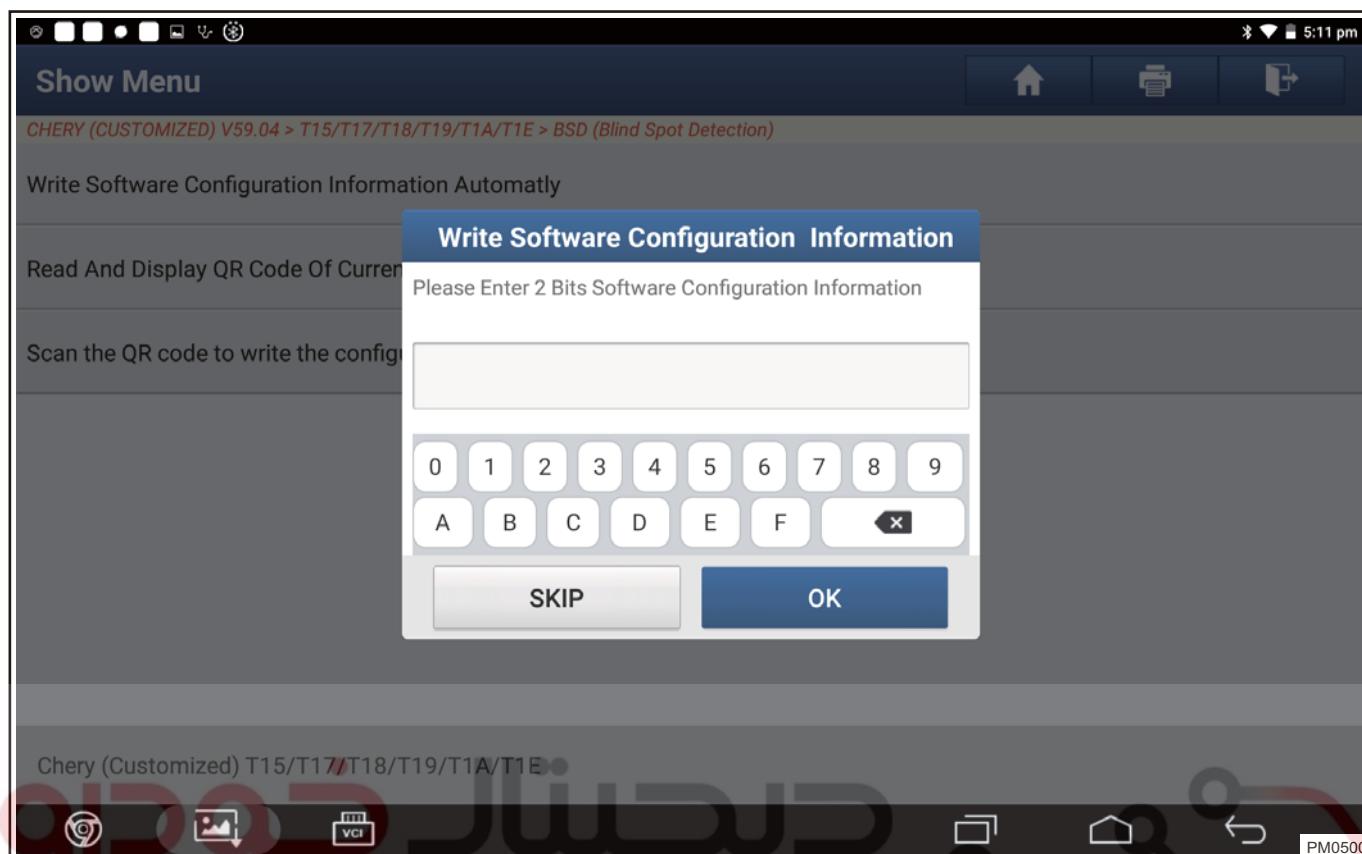 5:11 pm
Show Menu
CHERY (CUSTOMIZED) V59.04 > T15/T17/T18/T19/T1A/T1E > BSD (Blind Spot Detection)
Write Software Configuration Information Automatly
Read And Display QR Code Of
Scan the QR code to write the
Write Software Configuration Information
Please Enter 2 Bits Software Configuration Information
0 1 2 3 4 5 6 7 8 9
A B C D E F
SKIP OK
Chery (Customized) T15/T17/T18/T19/T1A/T1E
VCI
دیجیتال خودرو